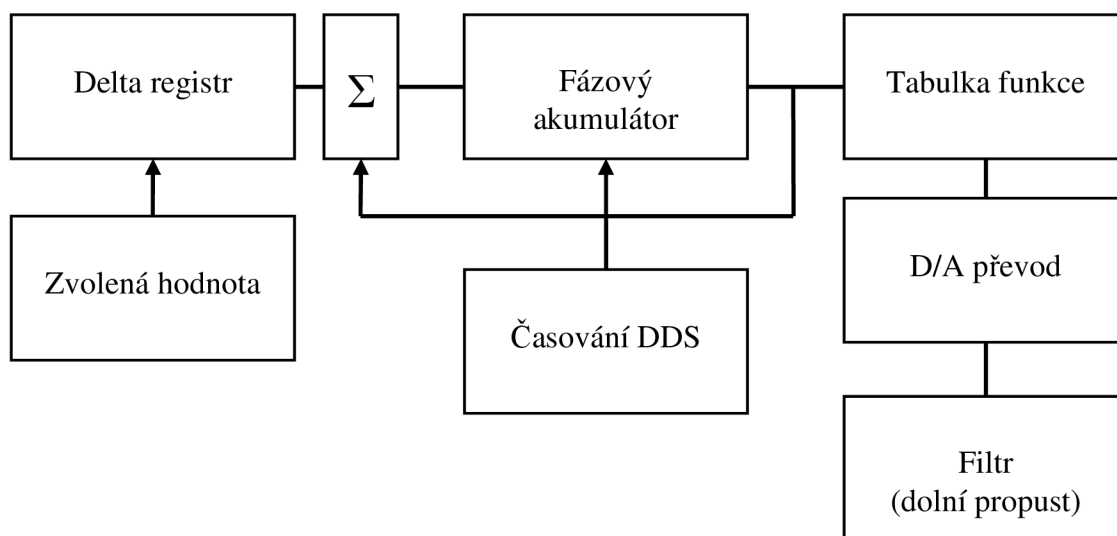 Delta registr
Σ
Fázový
akumulátor
Tabulka funkce
Zvolená hodnota
Časování DDS
D/A převod
Filtr
(dolní propust)